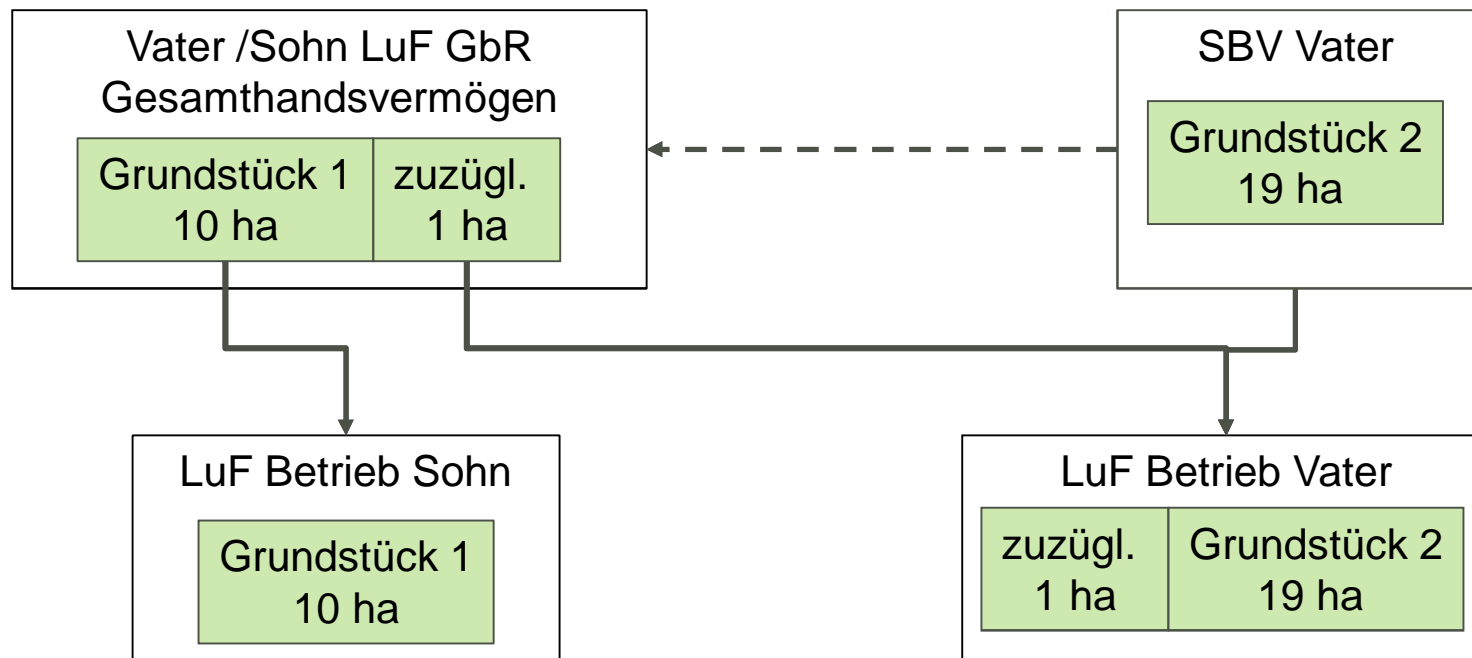 Vater /Sohn LuF GbR
Gesamthandsvermögen
Grundstück 1
10 ha
zuzügl.
1 ha
SBV Vater
Grundstück 2
19 ha
LuF Betrieb Sohn
Grundstück 1
10 ha
LuF Betrieb Vater
zuzügl.
1 ha
Grundstück 2
19 ha